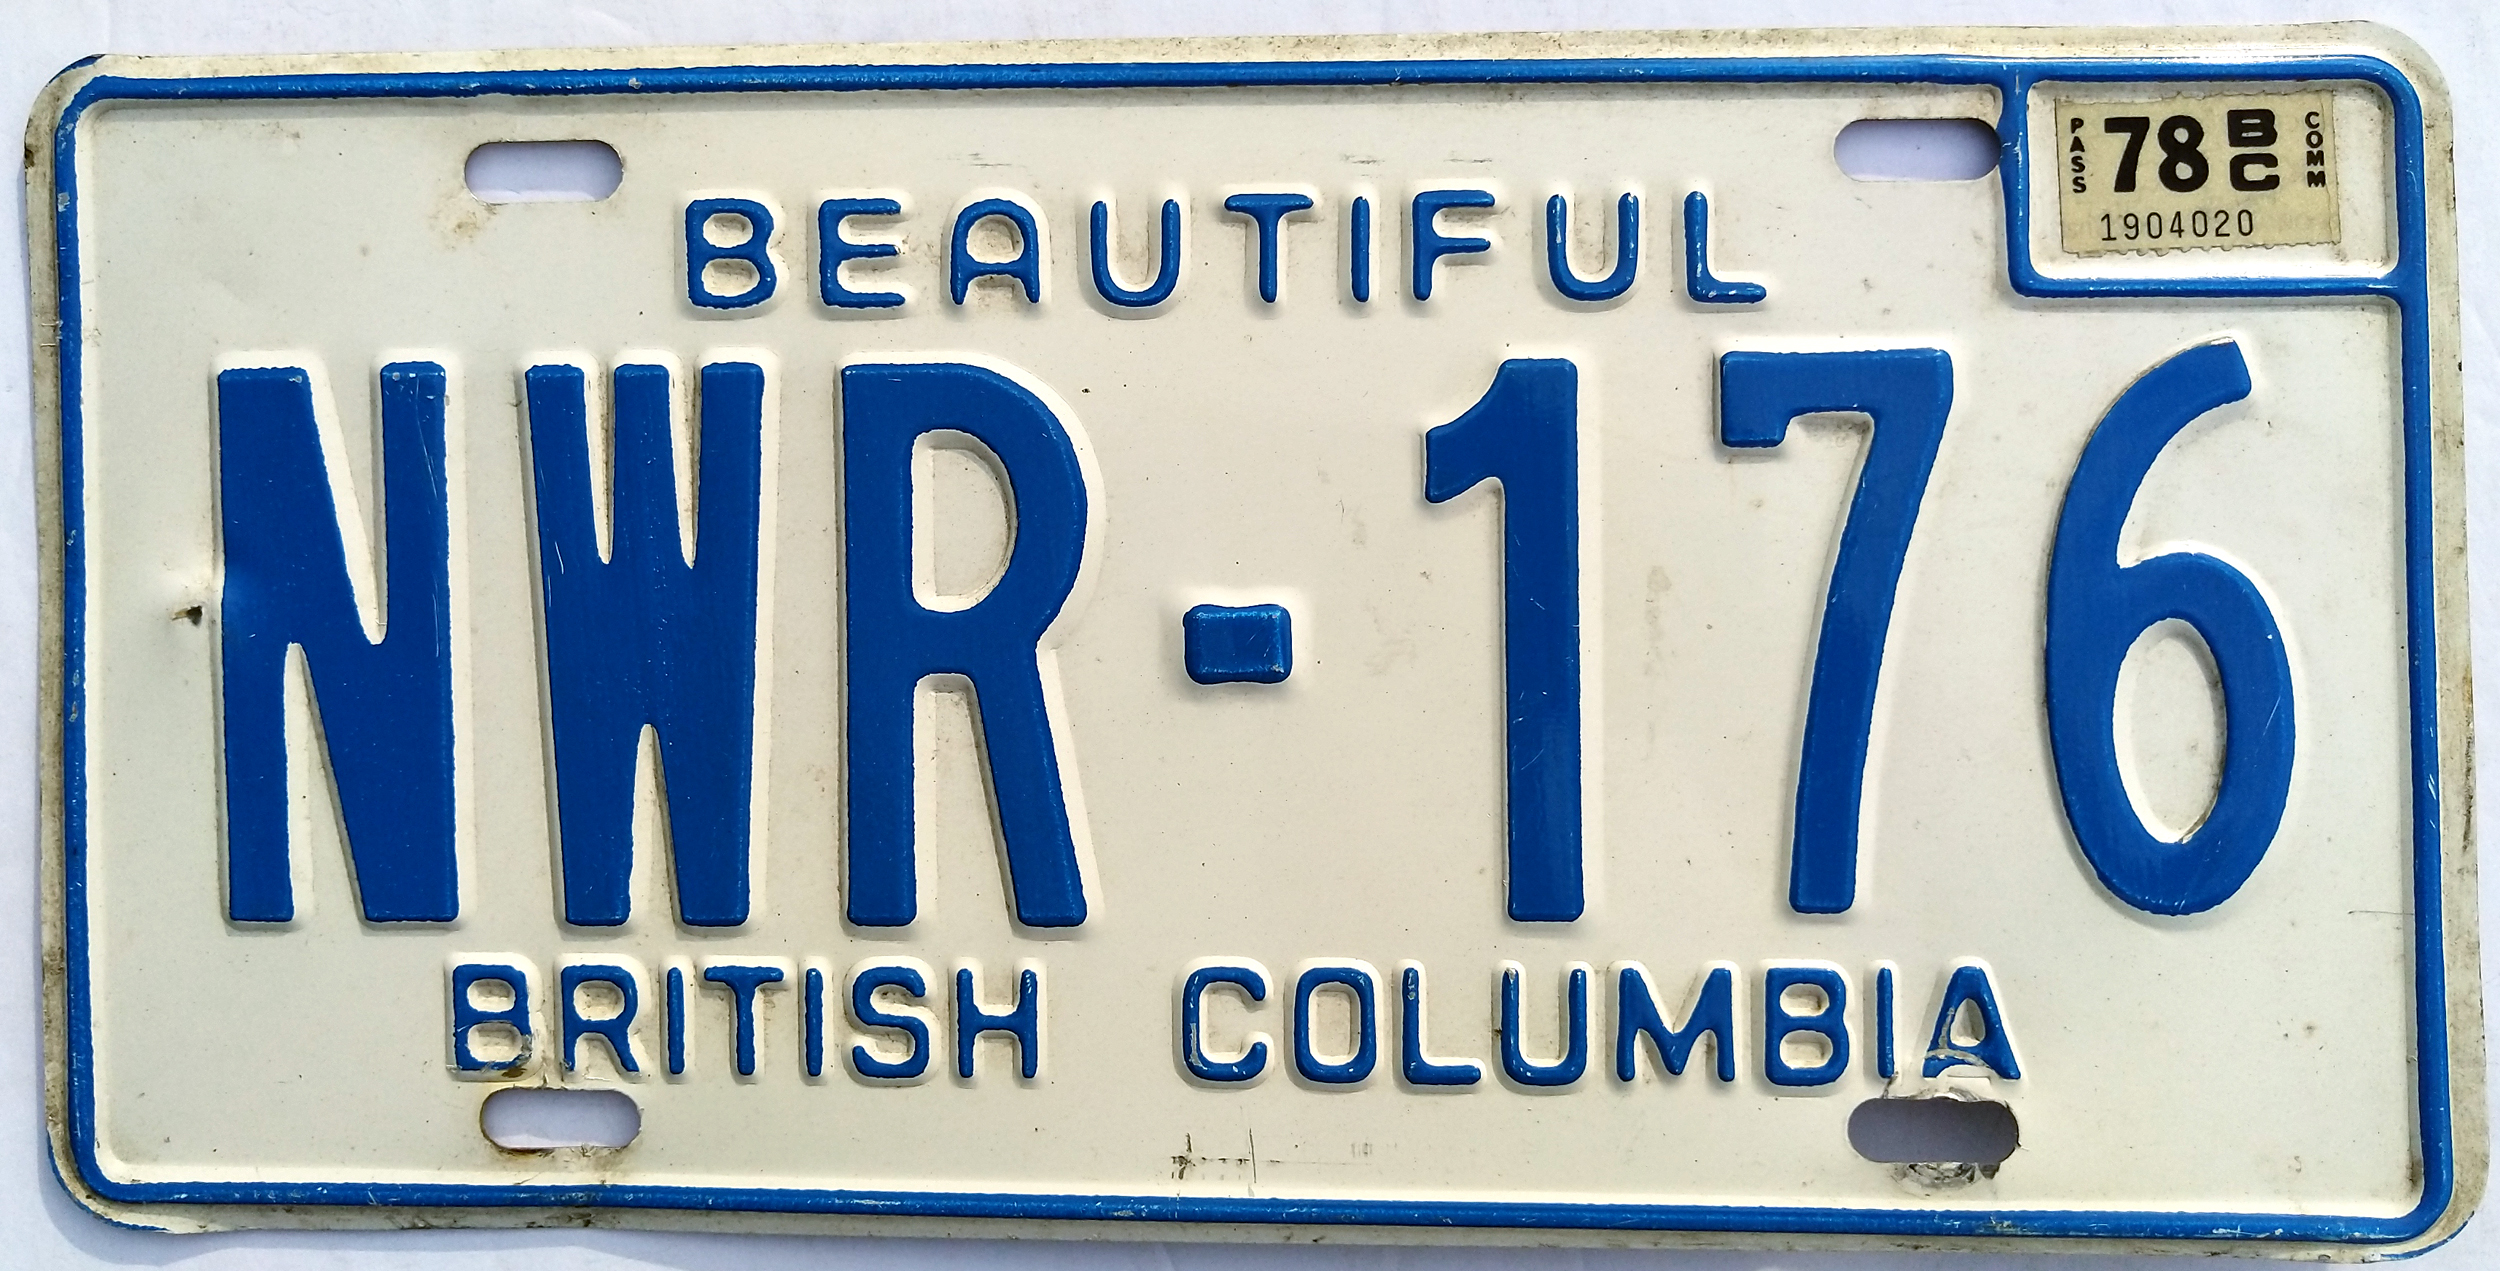 BEAUTIFUL
PASS 78 BC COMM
1904020
NWR-176
BRITISH COLUMBIA